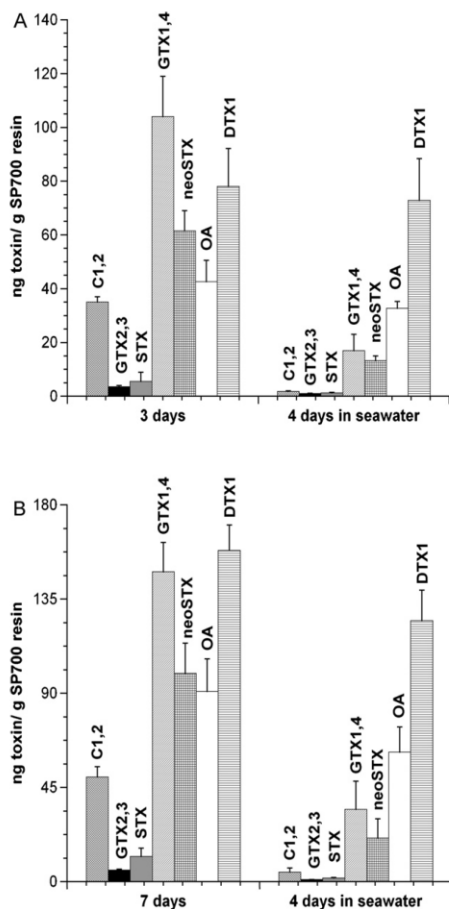 A
140
120
100
80
60
40
20
0
ng toxin/ g SP700 resin
C1,2
GTX2,3
STX
GTX1,4
neoSTX
OA
DTX1
C1,2
GTX2,3
STX
GTX1,4
neoSTX
OA
DTX1
3 days
4 days in seawater
B
180
135
90
45
0
ng toxin/ g SP700 resin
C1,2
GTX2,3
STX
GTX1,4
neoSTX
OA
DTX1
C1,2
GTX2,3
STX
GTX1,4
neoSTX
OA
DTX1
7 days
4 days in seawater